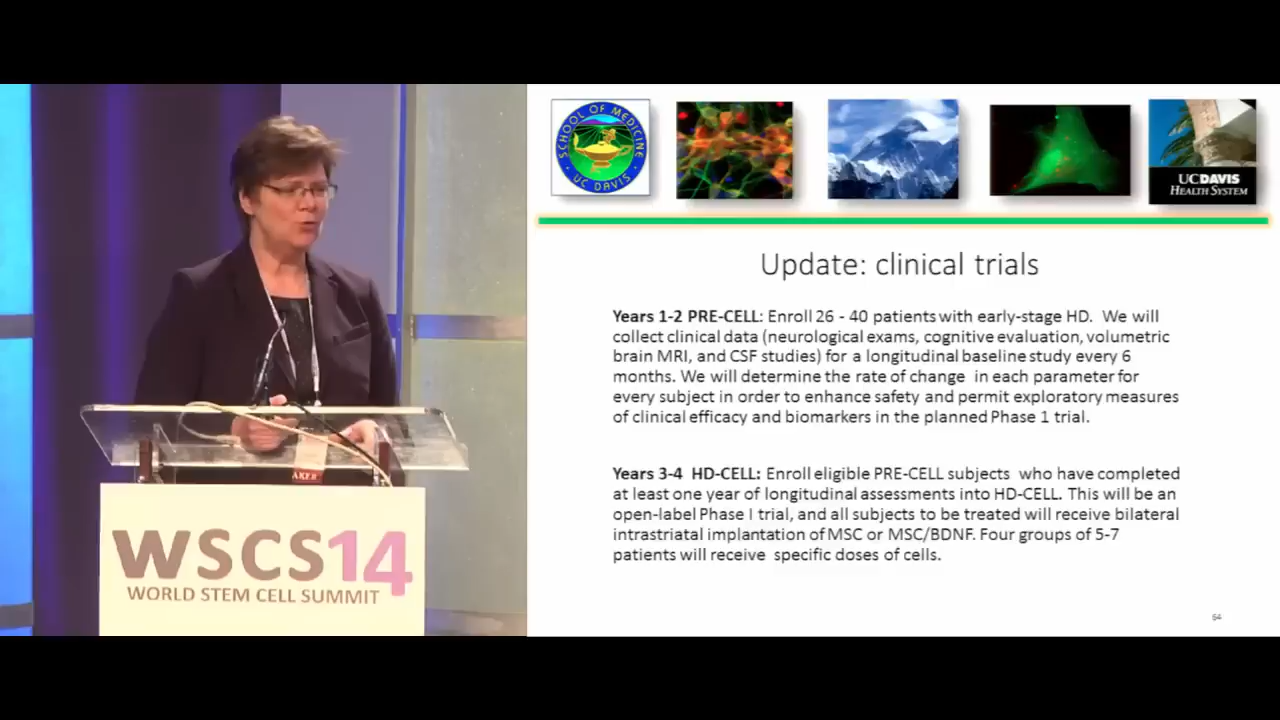 SCHOOL OF MEDICINE
UC DAVIS
UCDAVIS
HEALTH SYSTEM
Update: clinical trials
Years 1-2 PRE-CELL: Enroll 26 - 40 patients with early-stage HD. We will
collect clinical data (neurological exams, cognitive evaluation, volumetric
brain MRI, and CSF studies) for a longitudinal baseline study every 6
months. We will determine the rate of change in each parameter for
every subject in order to enhance safety and permit exploratory measures
of clinical efficacy and biomarkers in the planned Phase 1 trial.
Years 3-4 HD-CELL: Enroll eligible PRE-CELL subjects who have completed
at least one year of longitudinal assessments into HD-CELL. This will be an
open-label Phase I trial, and all subjects to be treated will receive bilateral
intrastriatal implantation of MSC or MSC/BDNF. Four groups of 5-7
patients will receive specific doses of cells.
54
AKER
WSCS14
WORLD STEM CELL SUMMIT